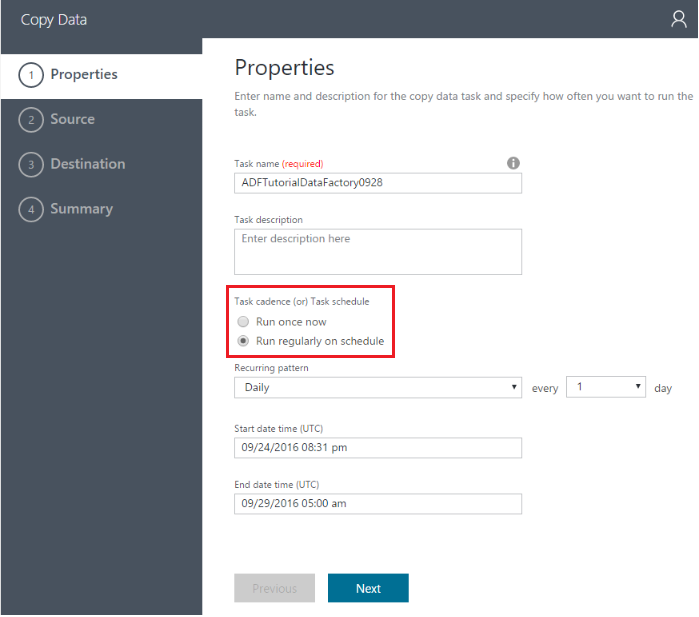 Copy Data
1 Properties
2 Source
3 Destination
4 Summary
Properties
Enter name and description for the copy data task and specify how often you want to run the
task.
Task name (required)
ADFTutorialDataFactory0928
Task description
Enter description here
Task cadence (or) Task schedule
Run once now
Run regularly on schedule
Recurring pattern
Daily every 1 day
Start date time (UTC)
09/24/2016 08:31 pm
End date time (UTC)
09/29/2016 05:00 am
Previous Next